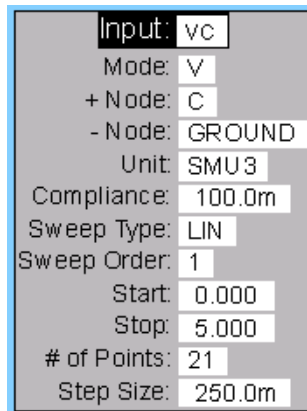 Input: vc
Mode: V
+ Node: C
- Node: GROUND
Unit: SMU3
Compliance: 100.0m
Sweep Type: LIN
Sweep Order: 1
Start: 0.000
Stop: 5.000
# of Points: 21
Step Size: 250.0m